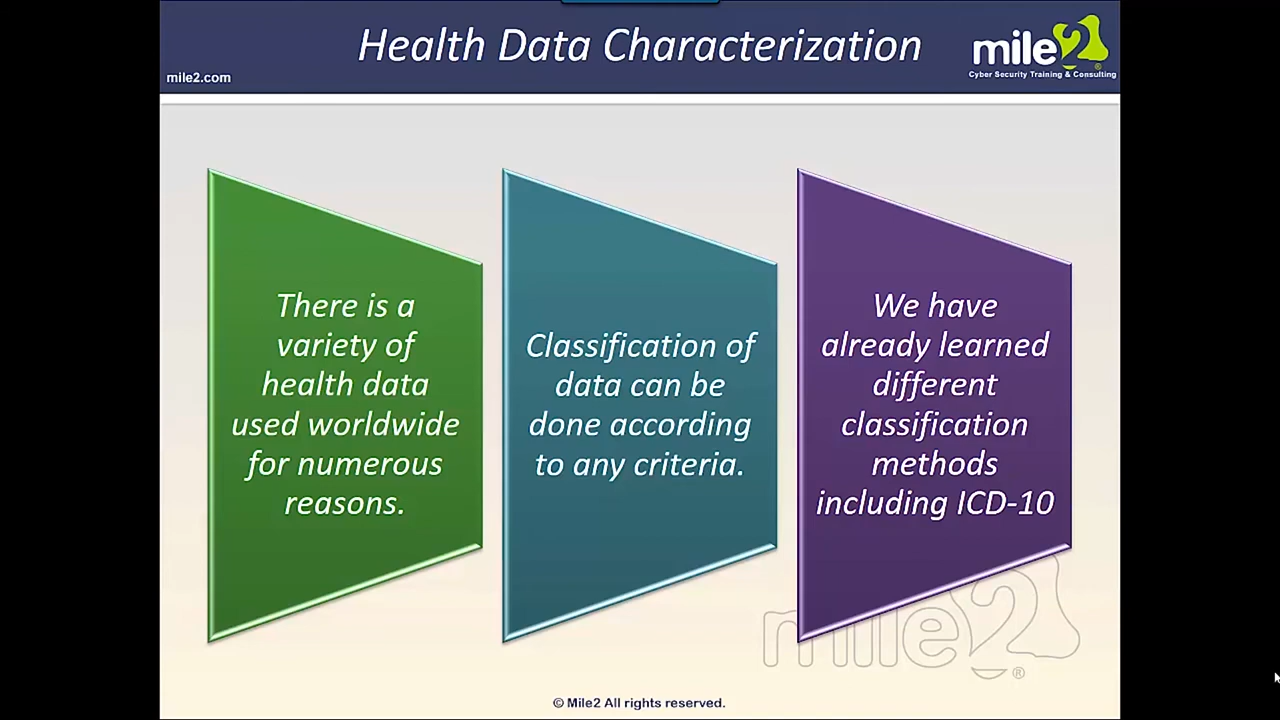 Health Data Characterization
mile2
®
Cyber Security Training & Consulting
mile2.com
There is a
variety of
health data
used worldwide
for numerous
reasons.
Classification of
data can be
done according
to any criteria.
We have
already learned
different
classification
methods
including ICD-10
mile2
®
© Mile2 All rights reserved.